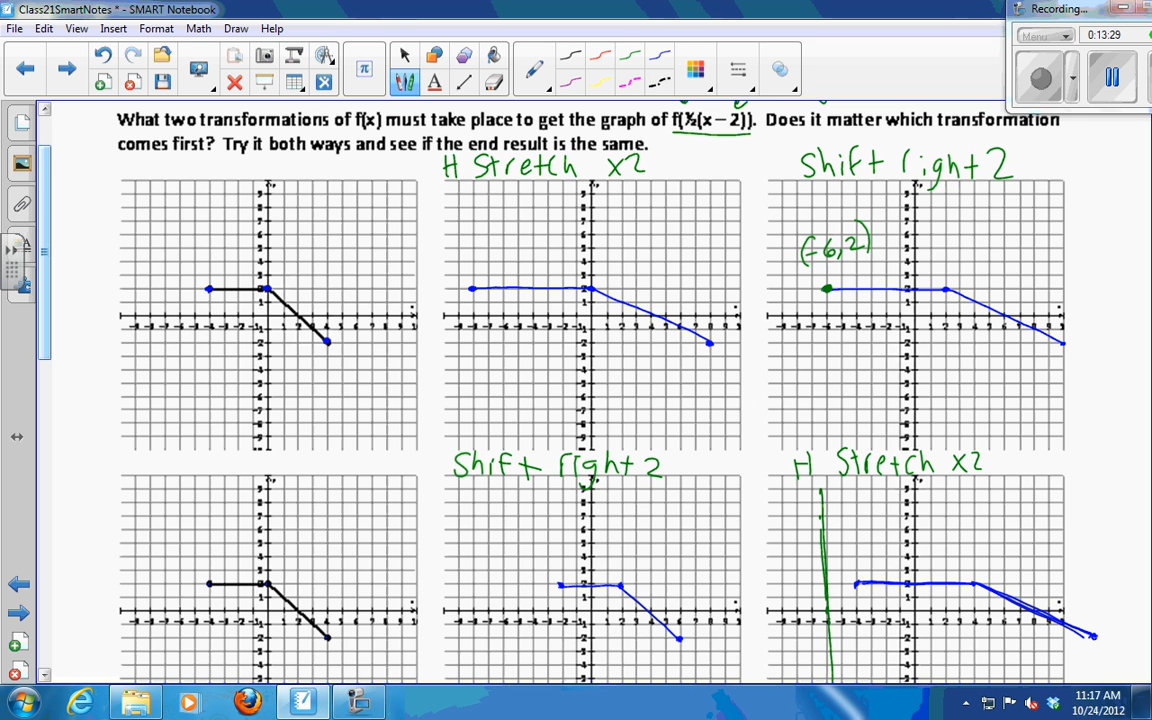 Class21SmartNotes * - SMART Notebook
Recording...
File Edit View Insert Format Math Draw Help
Menu
0:13:29
What two transformations of f(x) must take place to get the graph of f(½(x – 2)). Does it matter which transformation
comes first? Try it both ways and see if the end result is the same.
H Stretch x2
Shift right 2
(-6,2)
Shift right 2
H Stretch x2
11:17 AM
10/24/2012